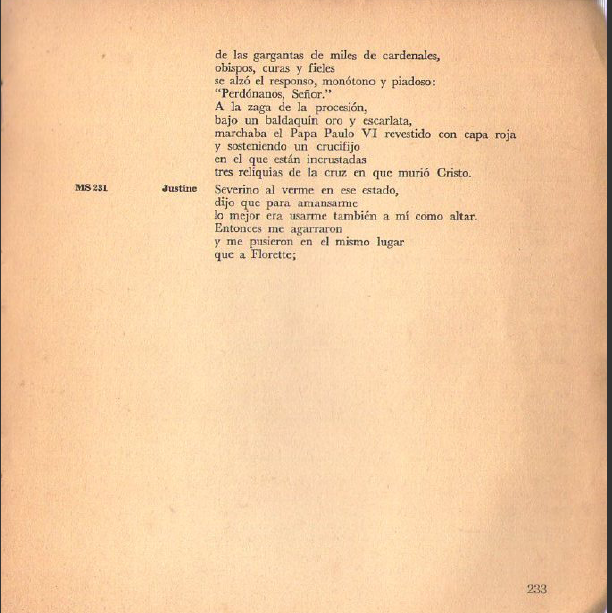 de las gargantas de miles de cardenales,
obispos, curas y fieles
se alzó el responso, monótono y piadoso:
"Perdónanos, Señor."
A la zaga de la procesión,
bajo un baldaquín oro y escarlata,
marchaba el Papa Paulo VI revestido con capa roja
y sosteniendo un crucifijo
en el que están incrustadas
tres reliquias de la cruz en que murió Cristo.
MS 231 Justine Severino al verme en ese estado,
dijo que para amansarme
lo mejor era usarme también a mí como altar.
Entonces me agarraron
y me pusieron en el mismo lugar
que a Florette;
233